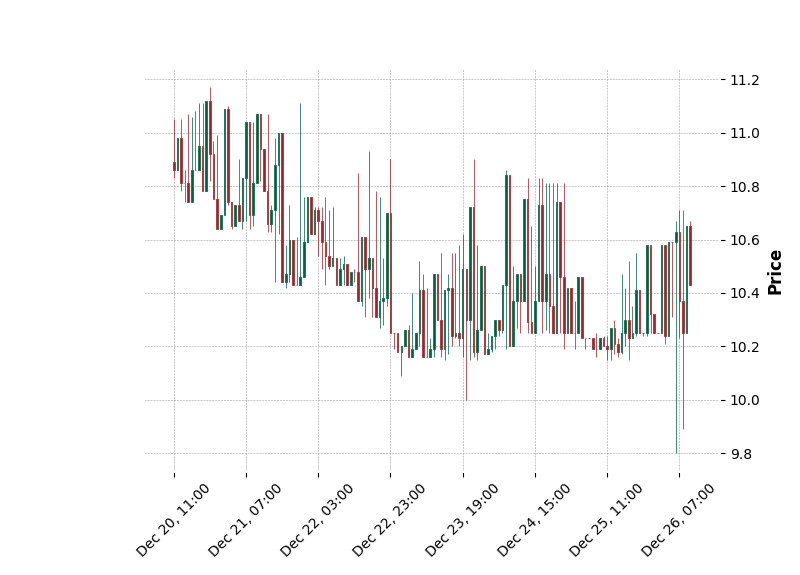 11.2
11.0
10.8
10.6
10.4
10.2
10.0
9.8
Price
Dec 20, 11:00
Dec 21, 07:00
Dec 22, 03:00
Dec 22, 23:00
Dec 23, 19:00
Dec 24, 15:00
Dec 25, 11:00
Dec 26, 07:00